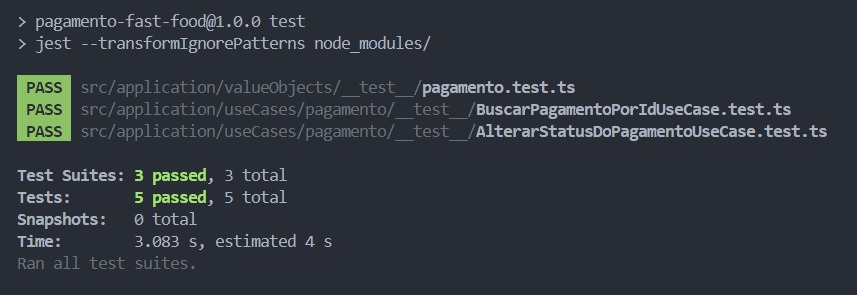 > pagamento-fast-food@1.0.0 test
> jest --transformIgnorePatterns node_modules/
PASS src/application/valueObjects/__test__/pagamento.test.ts
PASS src/application/useCases/pagamento/__test__/BuscarPagamentoPorIdUseCase.test.ts
PASS src/application/useCases/pagamento/__test__/AlterarStatusDoPagamentoUseCase.test.ts
Test Suites: 3 passed, 3 total
Tests: 5 passed, 5 total
Snapshots: 0 total
Time: 3.083 s, estimated 4 s
Ran all test suites.